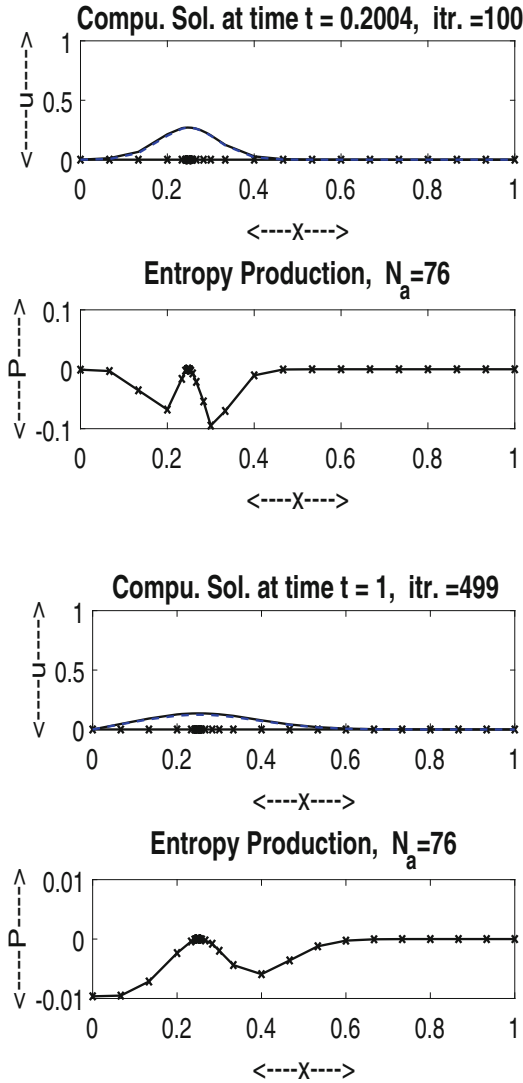 Compu. Sol. at time t = 0.2004, itr. =100
1
0.5
0
<----u---->
0 0.2 0.4 0.6 0.8 1
<----x---->
Entropy Production, Na=76
0.1
0
-0.1
<----P---->
0 0.2 0.4 0.6 0.8 1
<----x---->
Compu. Sol. at time t = 1, itr. =499
1
0.5
0
<----u---->
0 0.2 0.4 0.6 0.8 1
<----x---->
Entropy Production, Na=76
0.01
0
-0.01
<----P---->
0 0.2 0.4 0.6 0.8 1
<----x---->